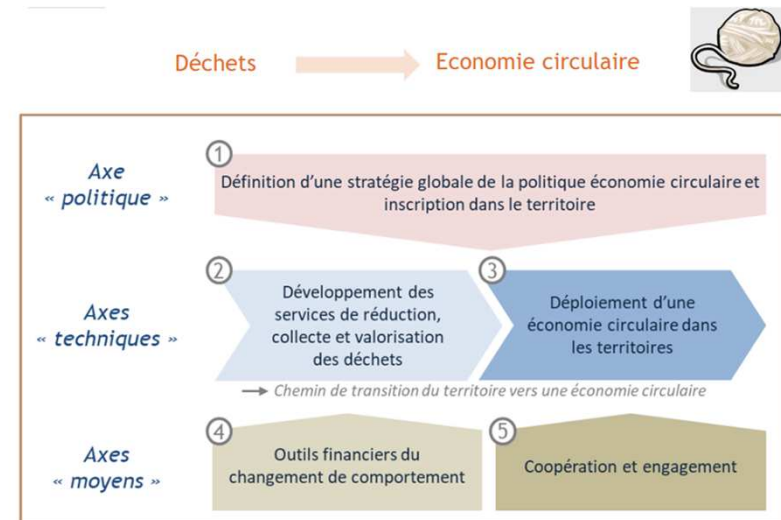 Déchets
Economie circulaire
Axe
« politique »
1
Définition d'une stratégie globale de la politique économie circulaire et
inscription dans le territoire
Axes
« techniques »
2
Développement des
services de réduction,
collecte et valorisation
des déchets
3
Déploiement d'une
économie circulaire dans
les territoires
Chemin de transition du territoire vers une économie circulaire
Axes
« moyens »
4
Outils financiers du
changement de comportement
5
Coopération et engagement